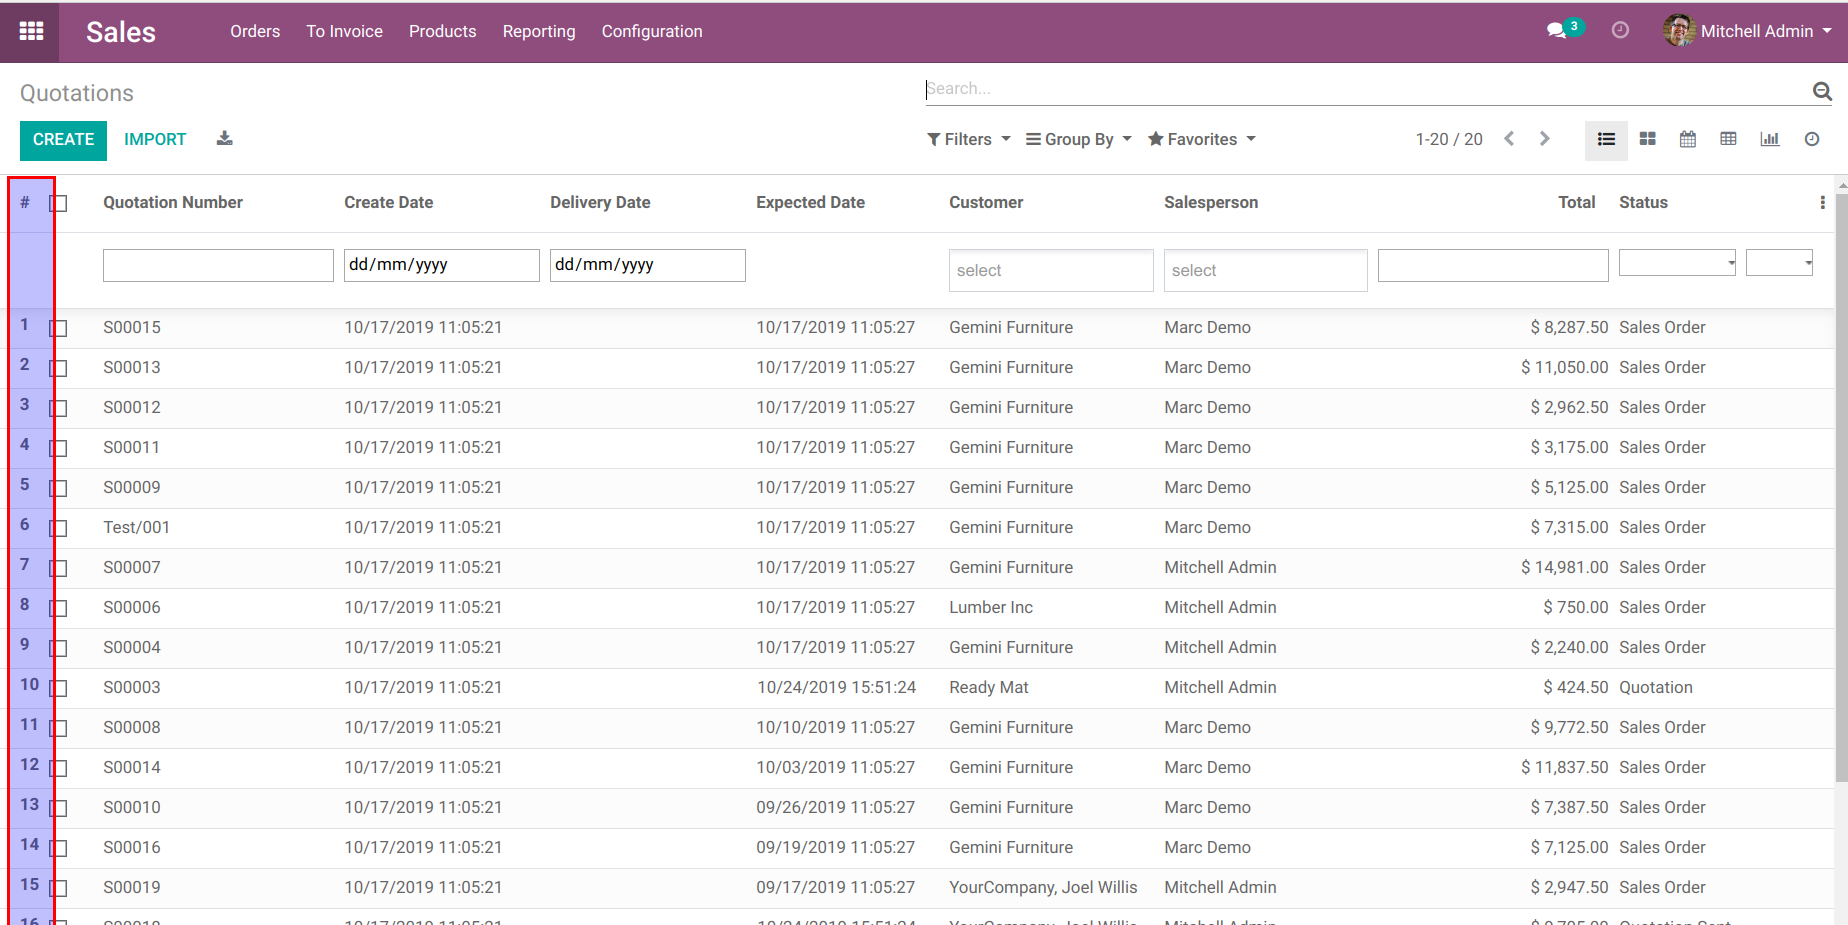 Sales Orders To Invoice Products Reporting Configuration 3 Mitchell Admin
Quotations Search...
CREATE IMPORT Filters Group By Favorites 1-20 / 20
# Quotation Number Create Date Delivery Date Expected Date Customer Salesperson Total Status
dd/mm/yyyy dd/mm/yyyy select select
1 S00015 10/17/2019 11:05:21 10/17/2019 11:05:27 Gemini Furniture Marc Demo $ 8,287.50 Sales Order
2 S00013 10/17/2019 11:05:21 10/17/2019 11:05:27 Gemini Furniture Marc Demo $ 11,050.00 Sales Order
3 S00012 10/17/2019 11:05:21 10/17/2019 11:05:27 Gemini Furniture Marc Demo $ 2,962.50 Sales Order
4 S00011 10/17/2019 11:05:21 10/17/2019 11:05:27 Gemini Furniture Marc Demo $ 3,175.00 Sales Order
5 S00009 10/17/2019 11:05:21 10/17/2019 11:05:27 Gemini Furniture Marc Demo $ 5,125.00 Sales Order
6 Test/001 10/17/2019 11:05:21 10/17/2019 11:05:27 Gemini Furniture Marc Demo $ 7,315.00 Sales Order
7 S00007 10/17/2019 11:05:21 10/17/2019 11:05:27 Gemini Furniture Mitchell Admin $ 14,981.00 Sales Order
8 S00006 10/17/2019 11:05:21 10/17/2019 11:05:27 Lumber Inc Mitchell Admin $ 750.00 Sales Order
9 S00004 10/17/2019 11:05:21 10/17/2019 11:05:27 Gemini Furniture Mitchell Admin $ 2,240.00 Sales Order
10 S00003 10/17/2019 11:05:21 10/24/2019 15:51:24 Ready Mat Mitchell Admin $ 424.50 Quotation
11 S00008 10/17/2019 11:05:21 10/10/2019 11:05:27 Gemini Furniture Marc Demo $ 9,772.50 Sales Order
12 S00014 10/17/2019 11:05:21 10/03/2019 11:05:27 Gemini Furniture Marc Demo $ 11,837.50 Sales Order
13 S00010 10/17/2019 11:05:21 09/26/2019 11:05:27 Gemini Furniture Marc Demo $ 7,387.50 Sales Order
14 S00016 10/17/2019 11:05:21 09/19/2019 11:05:27 Gemini Furniture Marc Demo $ 7,125.00 Sales Order
15 S00019 10/17/2019 11:05:21 09/17/2019 11:05:27 YourCompany, Joel Willis Mitchell Admin $ 2,947.50 Sales Order
16 10/17/2019 11:05:21 10/24/2019 15:51:24 YourCompany, Joel Willis Mitchell Admin Quotation Sent